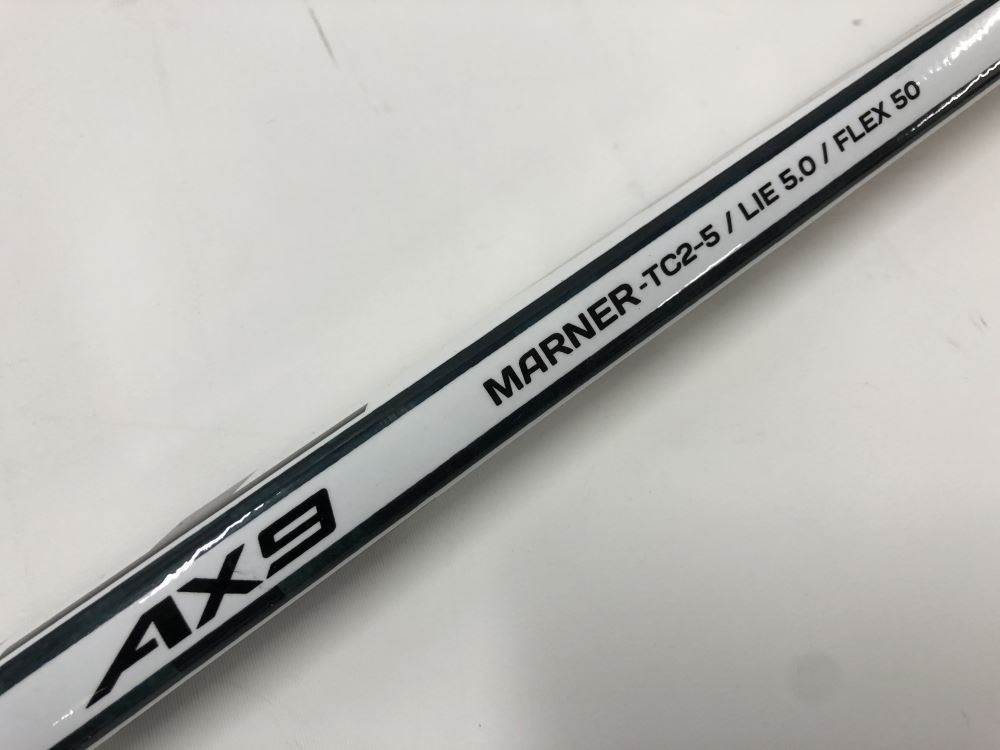 AX9
MARNER-TC2-5 / LIE 5.0 / FLEX 50